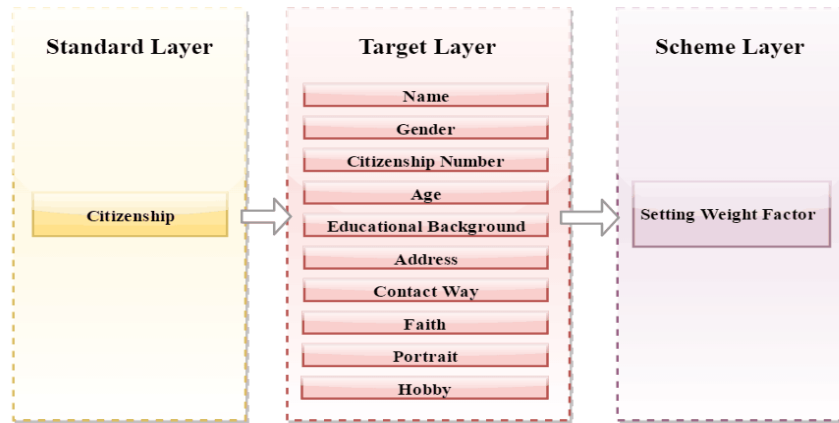 Standard Layer
Citizenship
Target Layer
Name
Gender
Citizenship Number
Age
Educational Background
Address
Contact Way
Faith
Portrait
Hobby
Scheme Layer
Setting Weight Factor